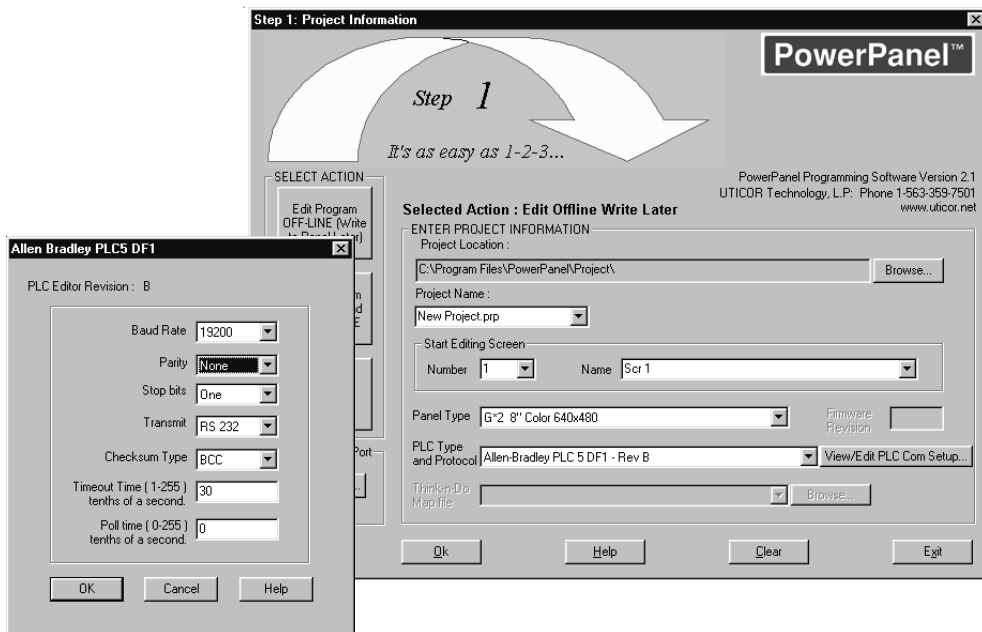 Step 1: Project Information
PowerPanel™
Step 1
It's as easy as 1-2-3...
PowerPanel Programming Software Version 2.1
UTICOR Technology, L.P: Phone 1-563-359-7501
www.uticor.net
SELECT ACTION
Edit Program
OFF-LINE (Write
to Panel Later)
Selected Action : Edit Offline Write Later
ENTER PROJECT INFORMATION
Project Location :
C:\Program Files\PowerPanel\Project\
Browse...
Project Name :
New Project.prp
Start Editing Screen
Number 1 Name Scr 1
Panel Type G*2 8" Color 640x480
Firmware
Revision
PLC Type
and Protocol Allen-Bradley PLC 5 DF1 - Rev B View/Edit PLC Com Setup...
Port
Think-n-Do
Map file
Browse...
Ok Help Clear Exit
Allen Bradley PLC5 DF1
PLC Editor Revision : B
Baud Rate 19200
Parity None
Stop bits One
Transmit RS 232
Checksum Type BCC
Timeout Time ( 1-255 )
tenths of a second. 30
Poll time ( 0-255 )
tenths of a second. 0
OK Cancel Help